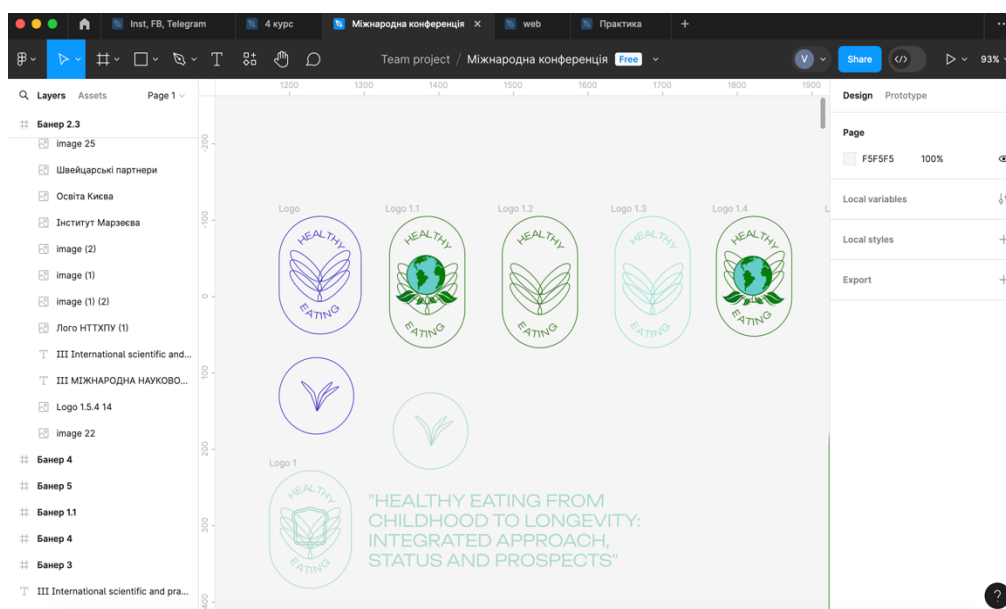 Inst, FB, Telegram
4 курс
Міжнародна конференція
web
Практика
Team project / Міжнародна конференція Free
V
Share
93%
Layers Assets Page 1
Банер 2.3
image 25
Швейцарські партнери
Освіта Києва
Інститут Марзеєва
image (2)
image (1)
image (1) (2)
Лого НТТХПУ (1)
III International scientific and...
III МІЖНАРОДНА НАУКОВО...
Logo 1.5.4 14
image 22
Банер 4
Банер 5
Банер 1.1
Банер 4
Банер 3
III International scientific and pra...
1200 1300 1400 1500 1600 1700 1800 1900
-200
-100
0
100
200
300
400
Logo
HEALTHY
EATING
Logo 1.1
HEALTHY
EATING
Logo 1.2
HEALTHY
EATING
Logo 1.3
HEALTHY
EATING
Logo 1.4
HEALTHY
EATING
L
Logo 1
HEALTHY
EATING
"HEALTHY EATING FROM
CHILDHOOD TO LONGEVITY:
INTEGRATED APPROACH,
STATUS AND PROSPECTS"
Design Prototype
Page
F5F5F5 100%
Local variables
Local styles
Export
?